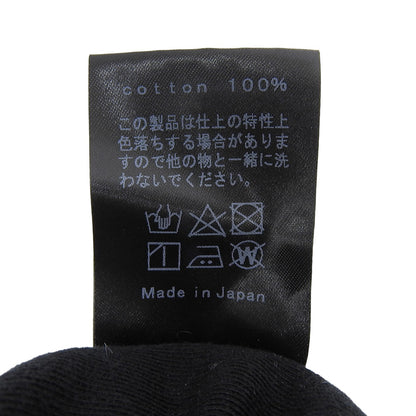 cotton 100%
この製品は仕上の特性上
色落ちする場合がありま
すので他の物と一緒に洗
わないでください。
W
Made in Japan